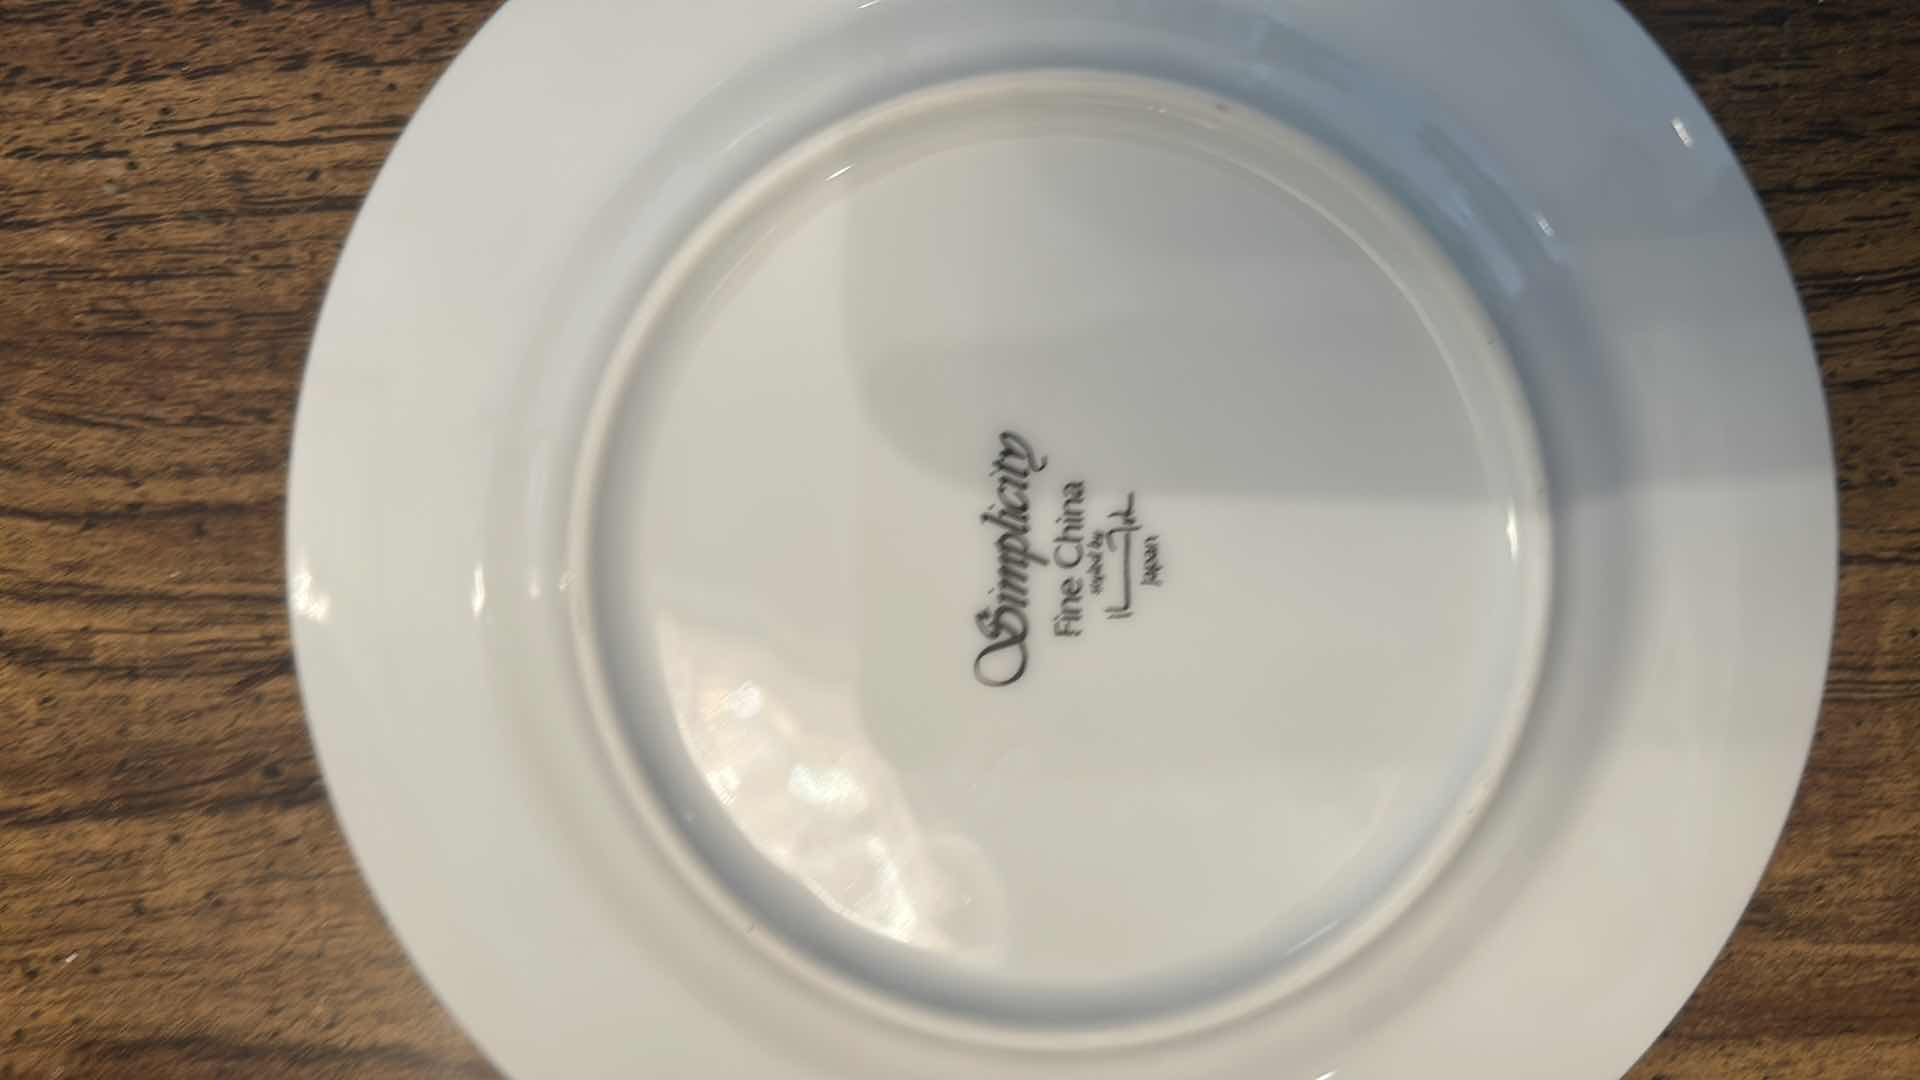 Simplicity
Fine China
styled by
Japan